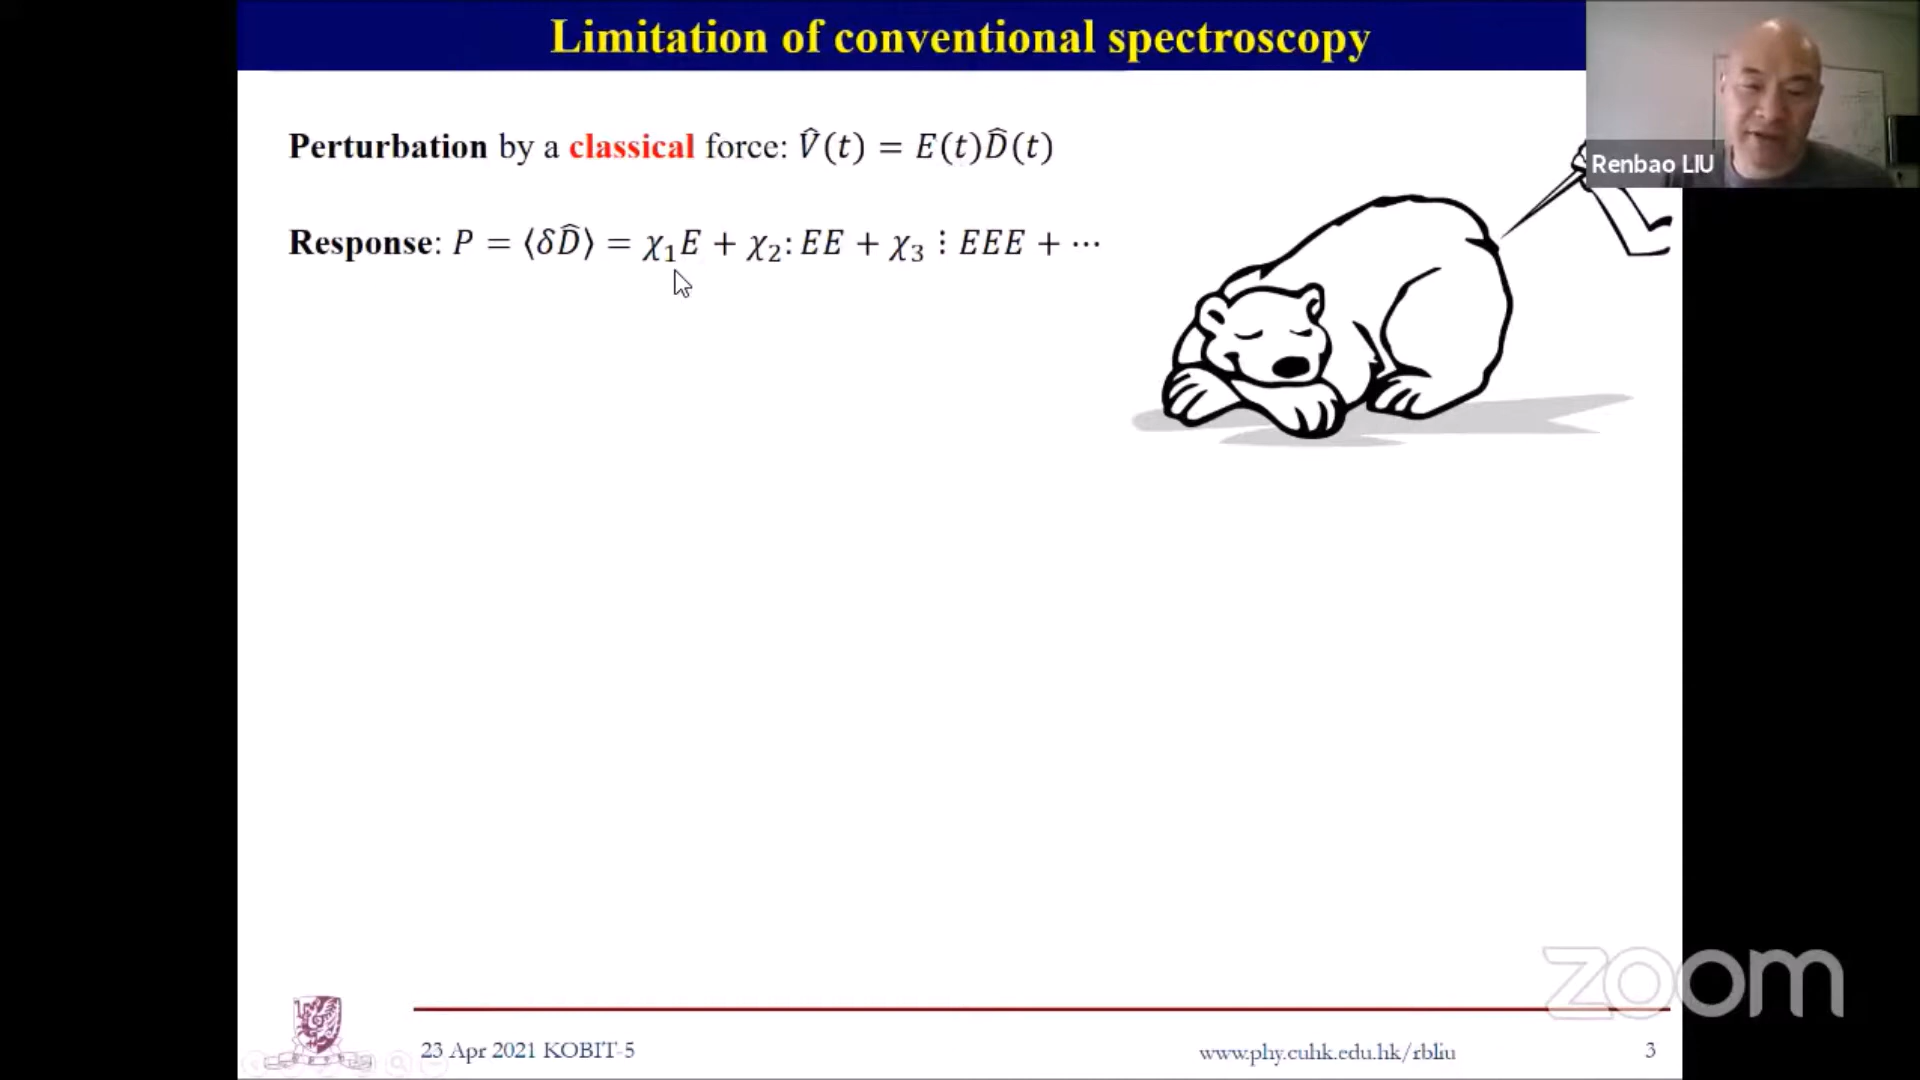 Limitation of conventional spectroscopy
Renbao LIU
Perturbation by a classical force: V̂(t) = E(t)D̂(t)
Response: P = ⟨δD̂⟩ = χ₁E + χ₂: EE + χ₃ ⋮ EEE + ⋯
zoom
23 Apr 2021 KOBIT-5
www.phy.cuhk.edu.hk/rbliu
3